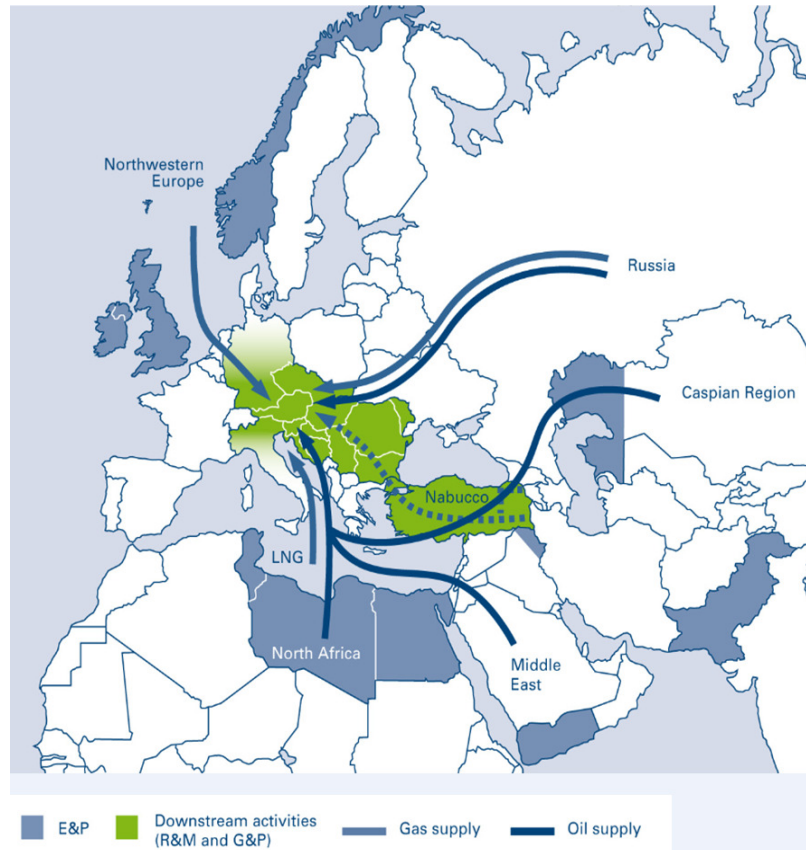 Northwestern
Europe
Russia
Caspian Region
Nabucco
LNG
North Africa
Middle
East
E&P
Downstream activities
(R&M and G&P)
Gas supply
Oil supply